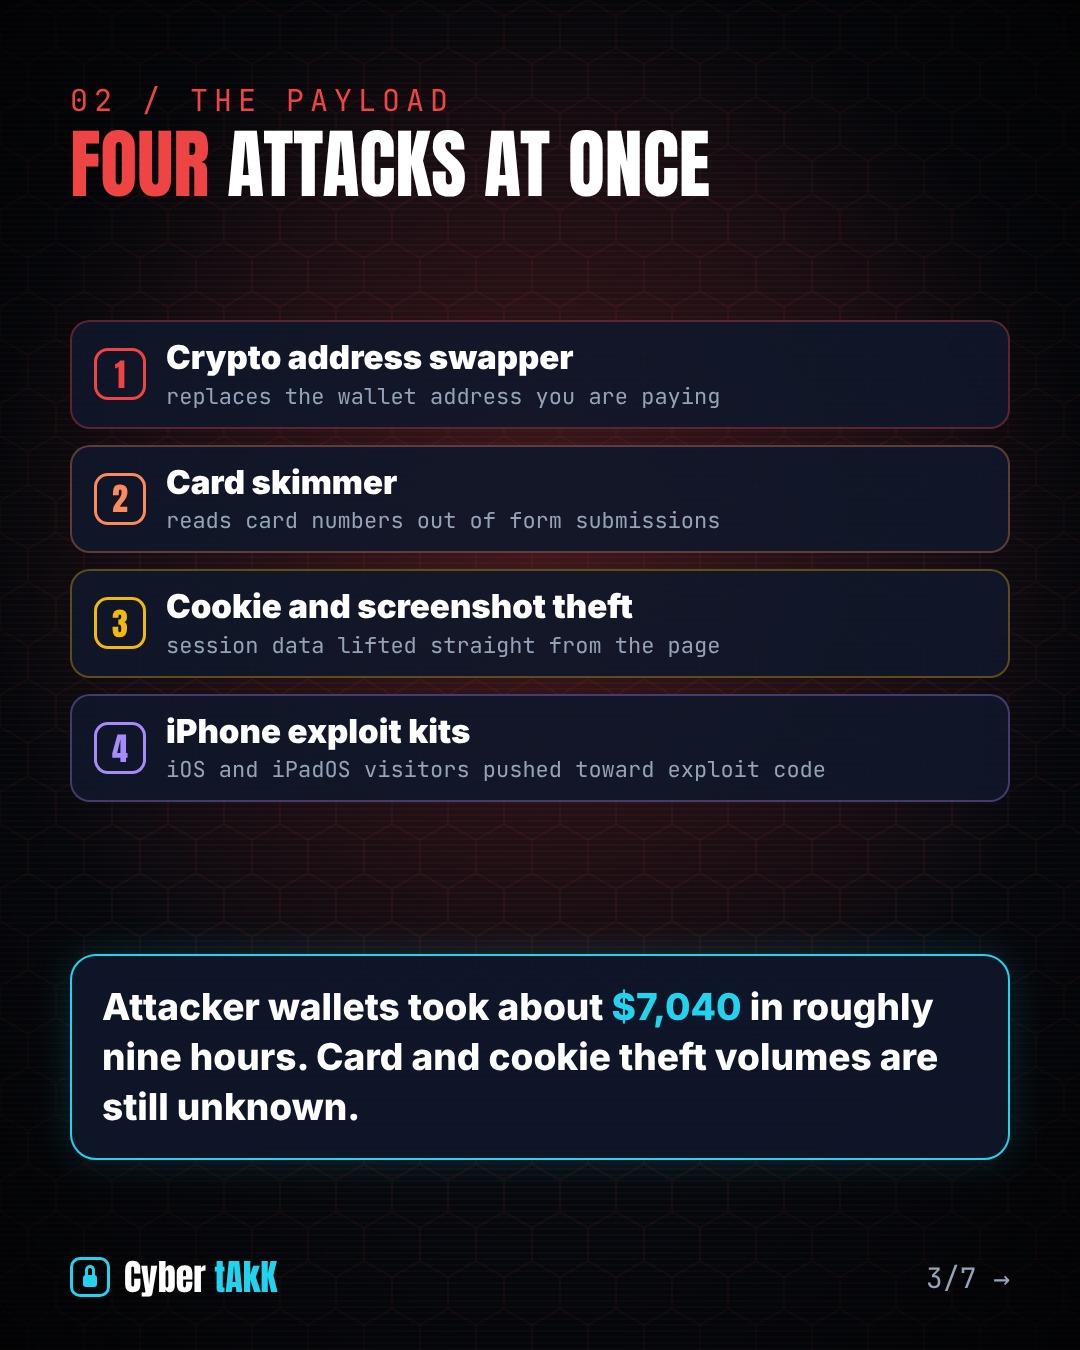 02 / THE PAYLOAD
FOUR ATTACKS AT ONCE
1
Crypto address swapper
replaces the wallet address you are paying
2
Card skimmer
reads card numbers out of form submissions
3
Cookie and screenshot theft
session data lifted straight from the page
4
iPhone exploit kits
iOS and iPadOS visitors pushed toward exploit code
Attacker wallets took about $7,040 in roughly
nine hours. Card and cookie theft volumes are
still unknown.
Cyber tAkK
3/7 →